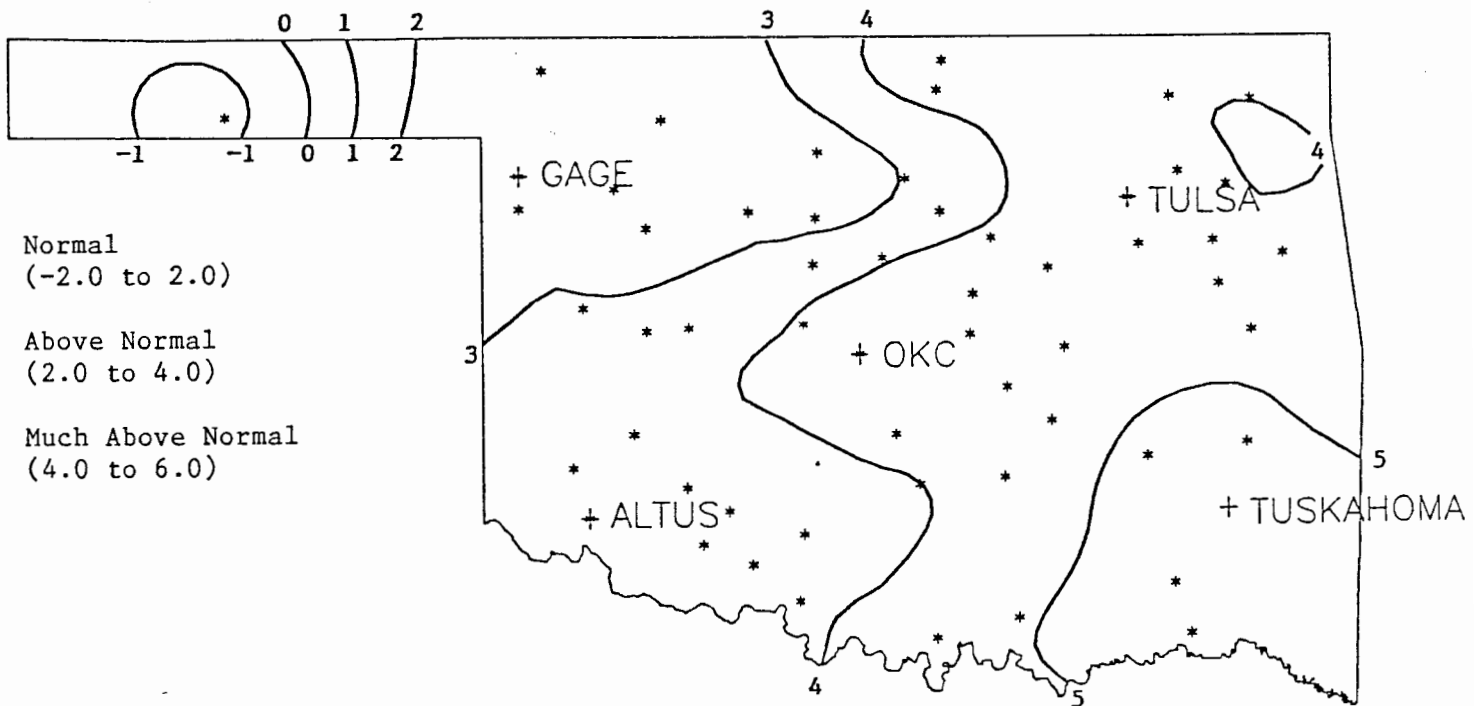 0 1 2 3 4
-1 -1 0 1 2
4
GAGE
TULSA
Normal
(-2.0 to 2.0)
Above Normal
(2.0 to 4.0)
3
OKC
Much Above Normal
(4.0 to 6.0)
5
ALTUS
TUSKAHOMA
4
5